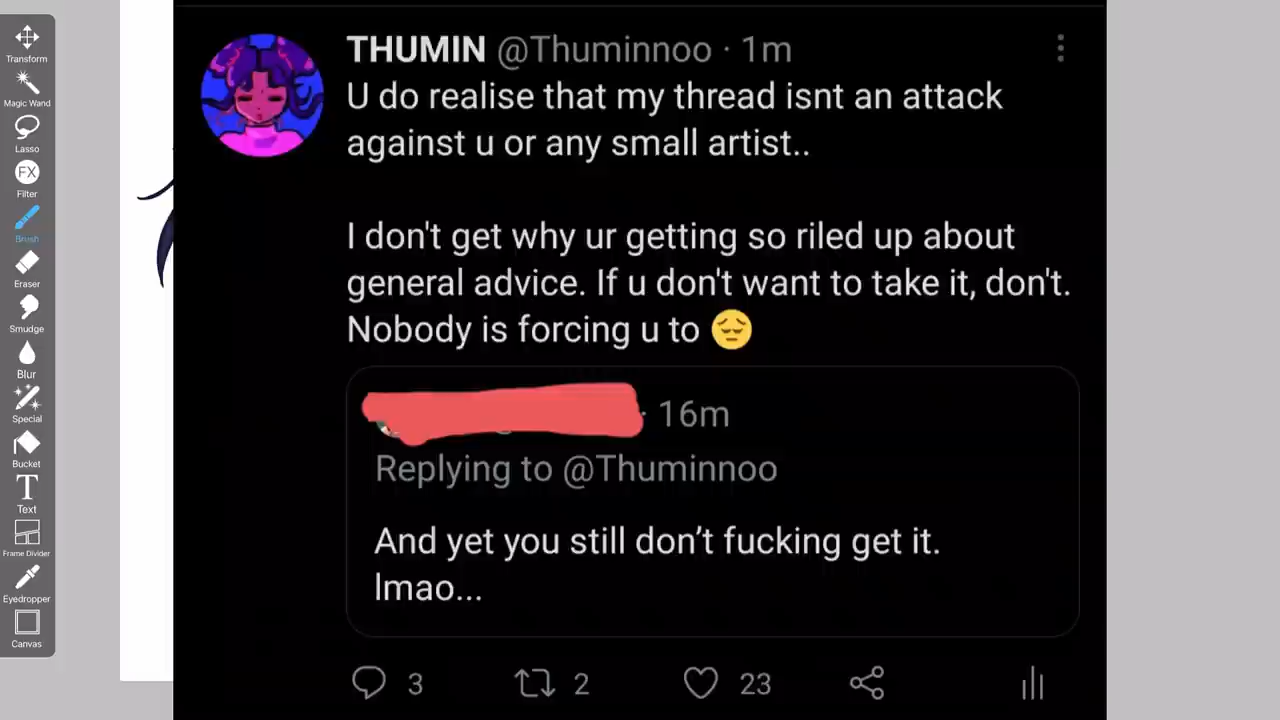 Transform
Magic Wand
Lasso
FX
Filter
Brush
Eraser
Smudge
Blur
Special
Bucket
T
Text
Frame Divider
Eyedropper
Canvas
THUMIN @Thuminnoo · 1m
U do realise that my thread isnt an attack
against u or any small artist..
I don't get why ur getting so riled up about
general advice. If u don't want to take it, don't.
Nobody is forcing u to 😔
· 16m
Replying to @Thuminnoo
And yet you still don’t fucking get it.
lmao...
3 2 23